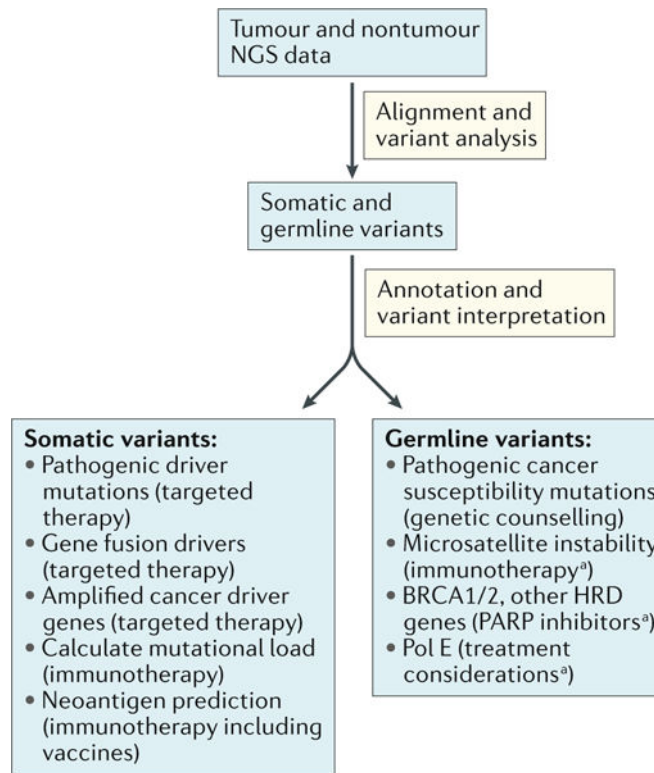 Tumour and nontumour
NGS data
Alignment and
variant analysis
Somatic and
germline variants
Annotation and
variant interpretation
Somatic variants:
• Pathogenic driver
mutations (targeted
therapy)
• Gene fusion drivers
(targeted therapy)
• Amplified cancer driver
genes (targeted therapy)
• Calculate mutational load
(immunotherapy)
• Neoantigen prediction
(immunotherapy including
vaccines)
Germline variants:
• Pathogenic cancer
susceptibility mutations
(genetic counselling)
• Microsatellite instability
(immunotherapyᵃ)
• BRCA1/2, other HRD
genes (PARP inhibitorsᵃ)
• Pol E (treatment
considerationsᵃ)